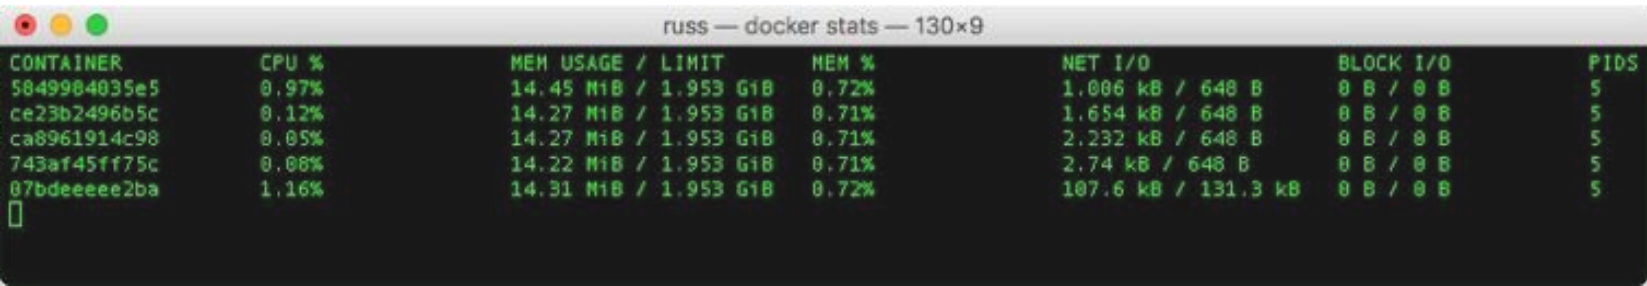 russ — docker stats — 130×9
CONTAINER CPU % MEM USAGE / LIMIT MEM % NET I/O BLOCK I/O PIDS
5849984035e5 0.97% 14.45 MiB / 1.953 GiB 0.72% 1.006 kB / 648 B 0 B / 0 B 5
ce23b2496b5c 0.12% 14.27 MiB / 1.953 GiB 0.71% 1.654 kB / 648 B 0 B / 0 B 5
ca8961914c98 0.05% 14.27 MiB / 1.953 GiB 0.71% 2.232 kB / 648 B 0 B / 0 B 5
743af45ff75c 0.08% 14.22 MiB / 1.953 GiB 0.71% 2.74 kB / 648 B 0 B / 0 B 5
07bdeeeee2ba 1.16% 14.31 MiB / 1.953 GiB 0.72% 107.6 kB / 131.3 kB 0 B / 0 B 5